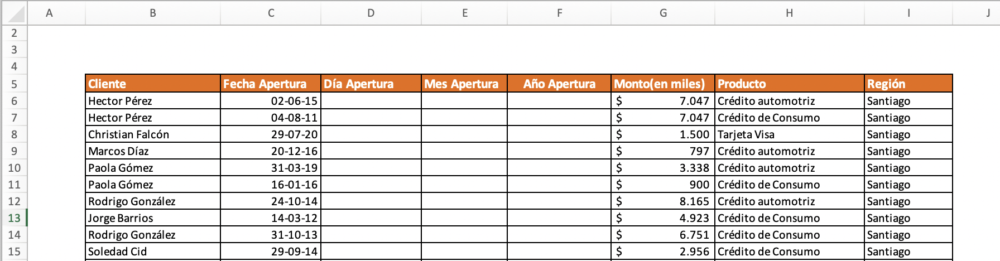 A B C D E F G H I J
2
3
4
5 Cliente Fecha Apertura Día Apertura Mes Apertura Año Apertura Monto(en miles) Producto Región
6 Hector Pérez 02-06-15 $ 7.047 Crédito automotriz Santiago
7 Hector Pérez 04-08-11 $ 7.047 Crédito de Consumo Santiago
8 Christian Falcón 29-07-20 $ 1.500 Tarjeta Visa Santiago
9 Marcos Díaz 20-12-16 $ 797 Crédito automotriz Santiago
10 Paola Gómez 31-03-19 $ 3.338 Crédito automotriz Santiago
11 Paola Gómez 16-01-16 $ 900 Crédito de Consumo Santiago
12 Rodrigo González 24-10-14 $ 8.165 Crédito automotriz Santiago
13 Jorge Barrios 14-03-12 $ 4.923 Crédito de Consumo Santiago
14 Rodrigo González 31-10-13 $ 6.751 Crédito de Consumo Santiago
15 Soledad Cid 29-09-14 $ 2.956 Crédito de Consumo Santiago